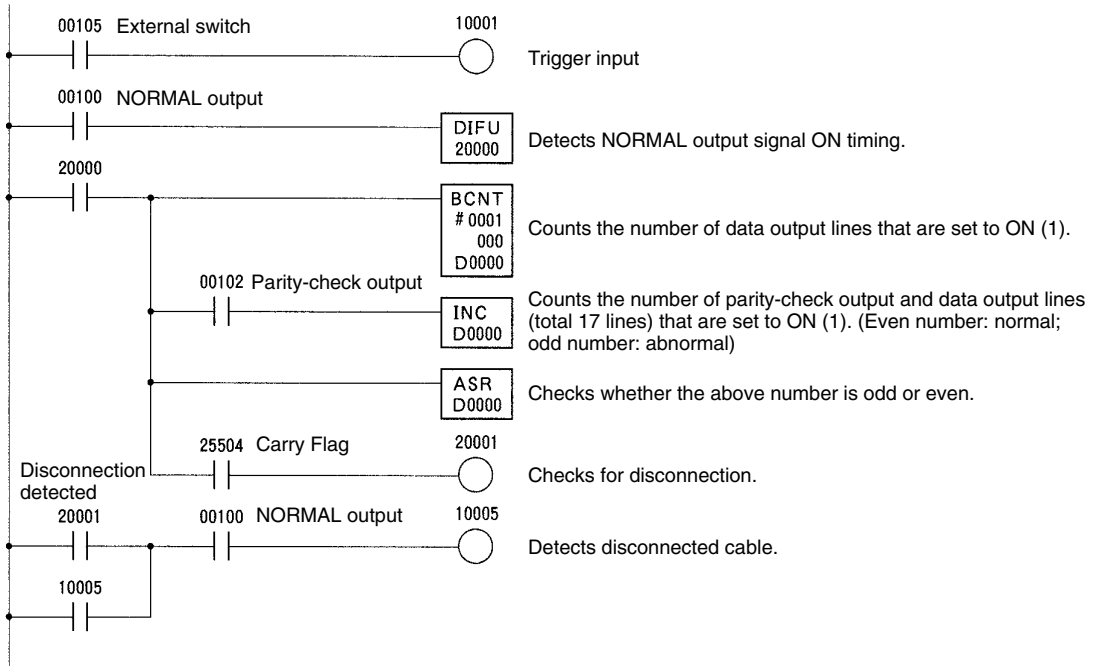 00105 External switch
10001
Trigger input
00100 NORMAL output
DIFU
20000
Detects NORMAL output signal ON timing.
20000
BCNT
# 0001
000
D0000
Counts the number of data output lines that are set to ON (1).
00102 Parity-check output
INC
D0000
Counts the number of parity-check output and data output lines
(total 17 lines) that are set to ON (1). (Even number: normal;
odd number: abnormal)
ASR
D0000
Checks whether the above number is odd or even.
25504 Carry Flag
20001
Checks for disconnection.
Disconnection
detected
20001
00100 NORMAL output
10005
Detects disconnected cable.
10005